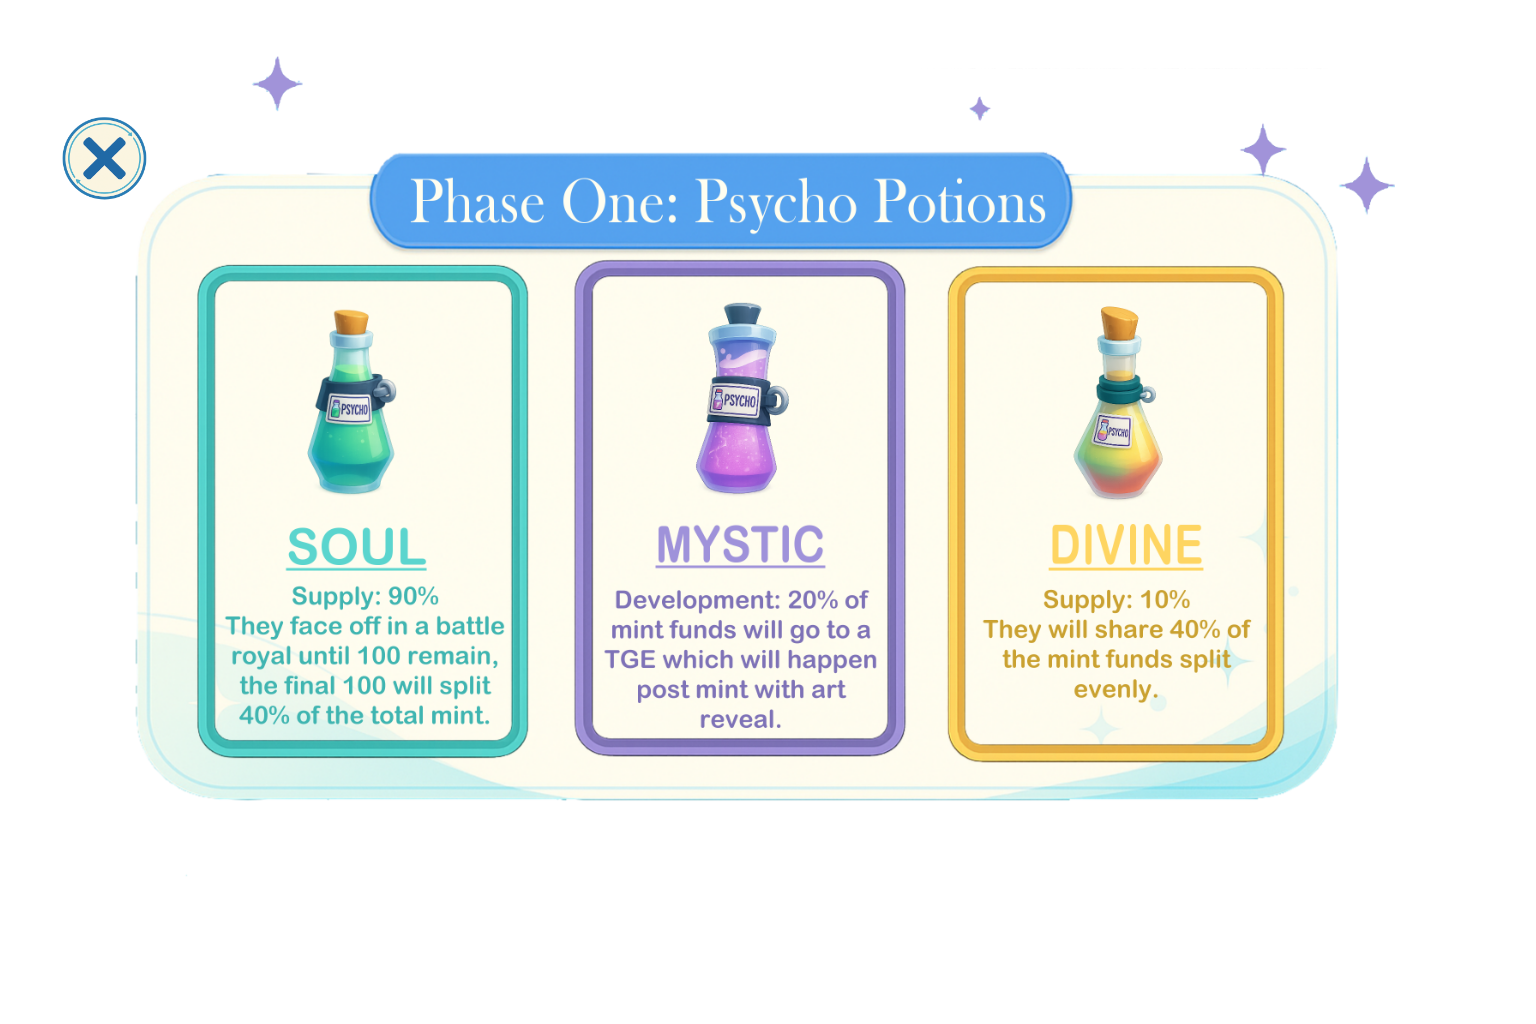 Phase One: Psycho Potions
PSYCHO
SOUL
Supply: 90%
They face off in a battle
royal until 100 remain,
the final 100 will split
40% of the total mint.
PSYCHO
MYSTIC
Development: 20% of
mint funds will go to a
TGE which will happen
post mint with art
reveal.
PSYCHO
DIVINE
Supply: 10%
They will share 40% of
the mint funds split
evenly.